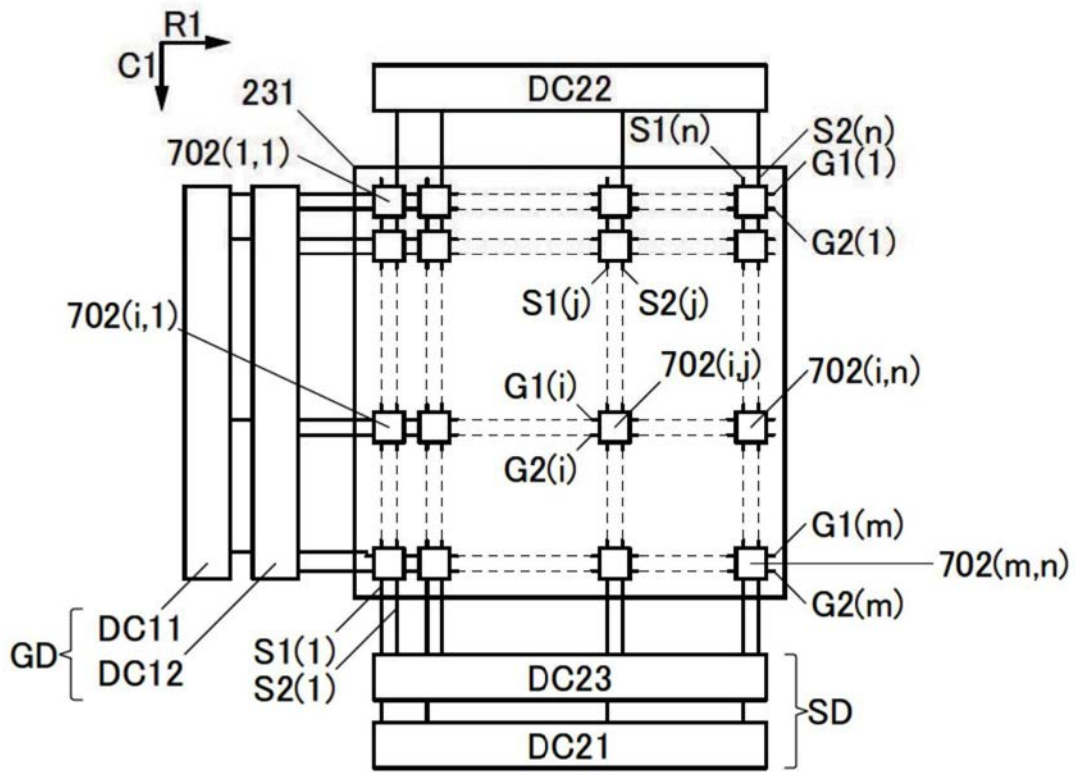 R1
C1
DC22
231
S1(n)
S2(n)
702(1,1)
G1(1)
G2(1)
S1(j)
S2(j)
702(i,1)
702(i,j)
702(i,n)
G1(i)
G2(i)
G1(m)
702(m,n)
G2(m)
GD
DC11
DC12
S1(1)
S2(1)
DC23
SD
DC21